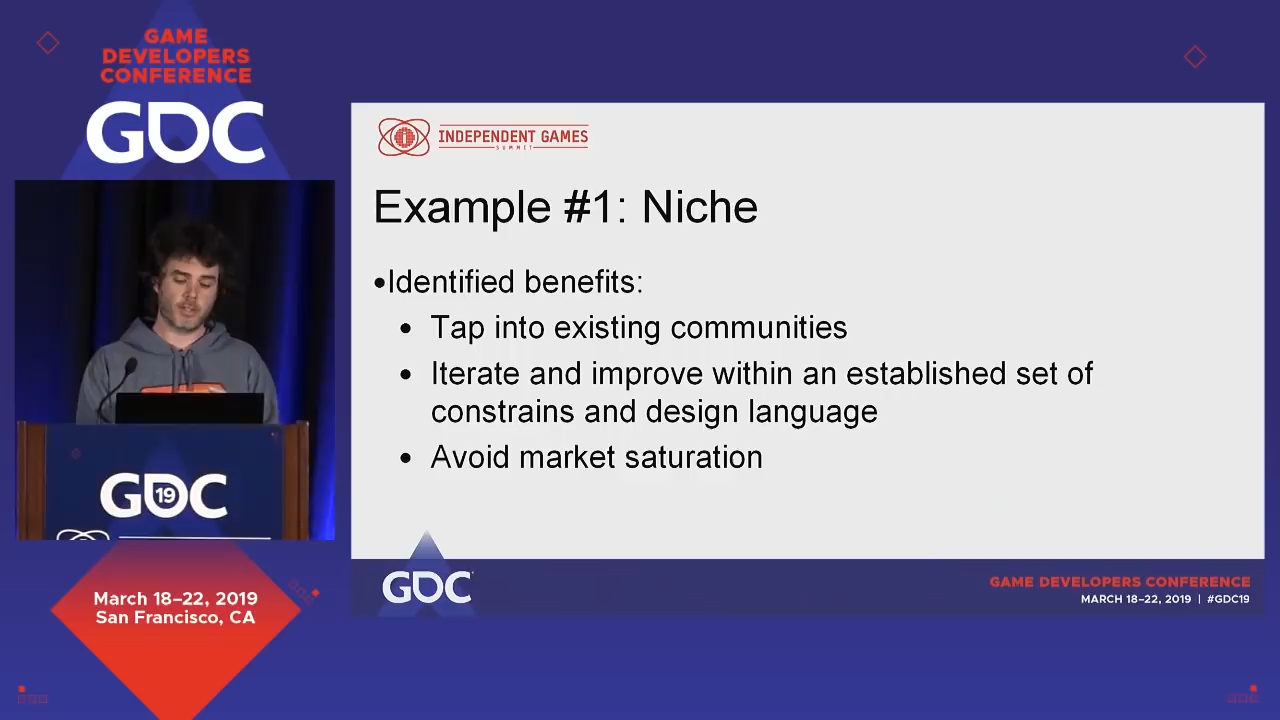 GAME
DEVELOPERS
CONFERENCE
GDC
INDEPENDENT GAMES
SUMMIT
Example #1: Niche
•Identified benefits:
• Tap into existing communities
• Iterate and improve within an established set of
constrains and design language
• Avoid market saturation
GDC
19
March 18–22, 2019
San Francisco, CA
GDC
GAME DEVELOPERS CONFERENCE
MARCH 18–22, 2019 | #GDC19